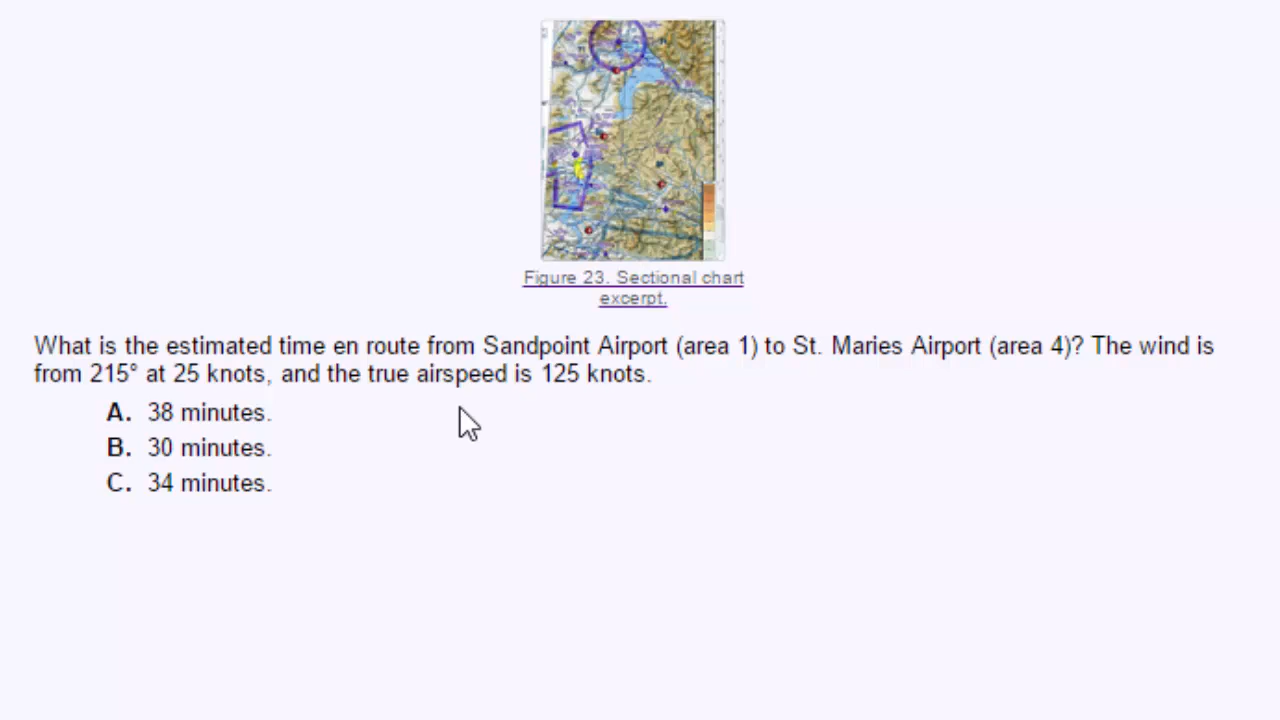 Figure 23. Sectional chart
excerpt.
What is the estimated time en route from Sandpoint Airport (area 1) to St. Maries Airport (area 4)? The wind is
from 215° at 25 knots, and the true airspeed is 125 knots.
A. 38 minutes.
B. 30 minutes.
C. 34 minutes.